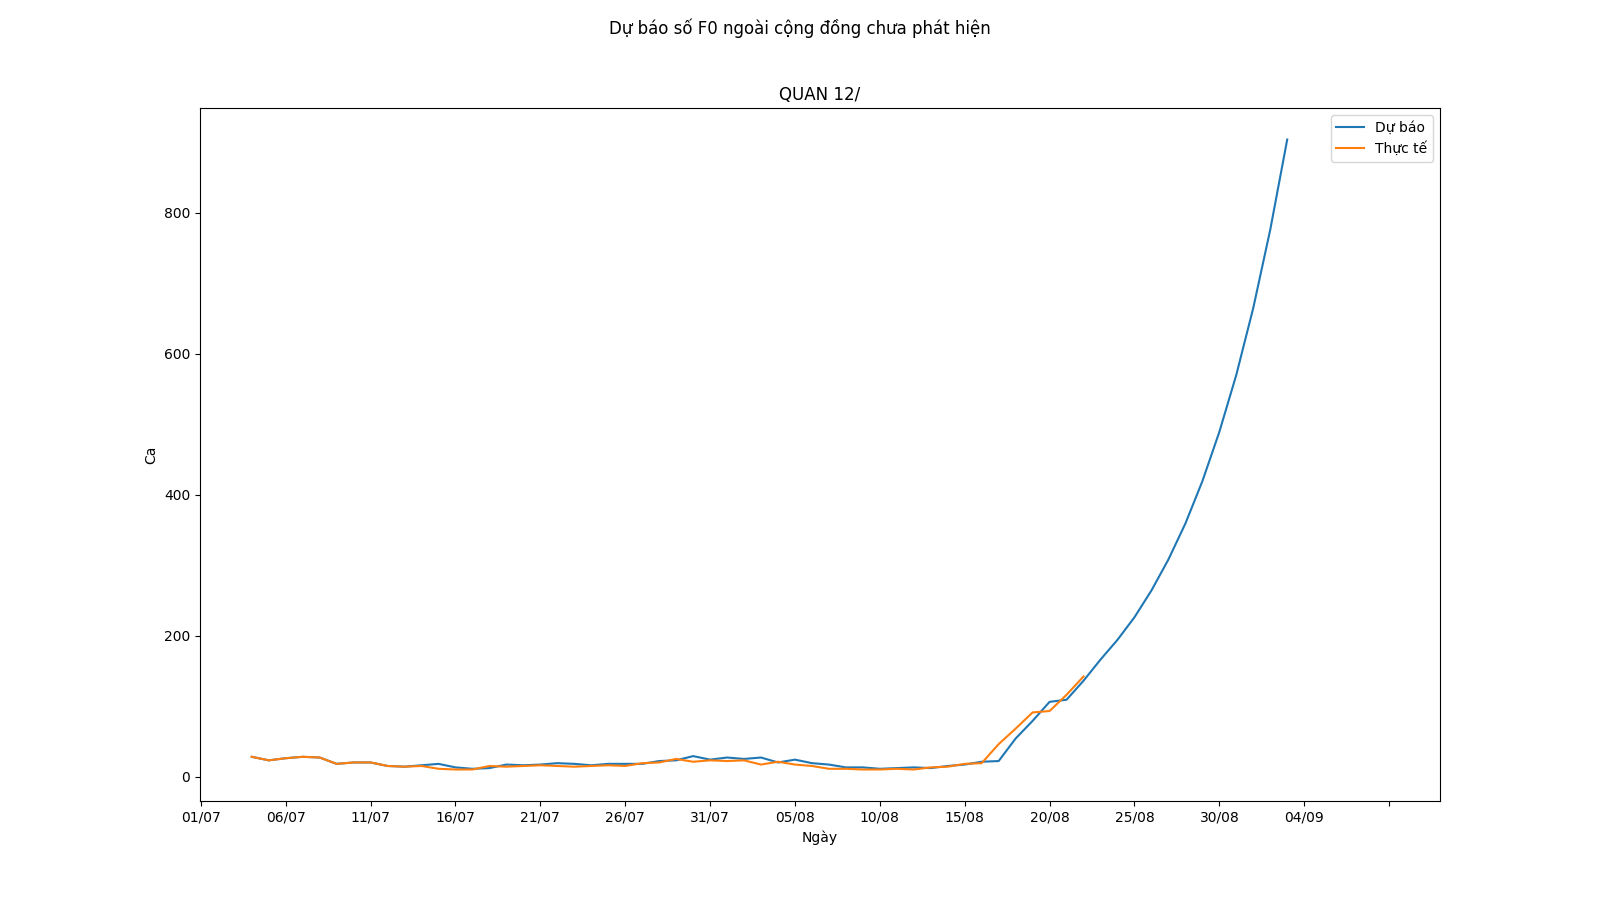 Dự báo số F0 ngoài cộng đồng chưa phát hiện
QUAN 12/
Dự báo
Thực tế
800
600
400
200
0
Ca
01/07 06/07 11/07 16/07 21/07 26/07 31/07 05/08 10/08 15/08 20/08 25/08 30/08 04/09
Ngày